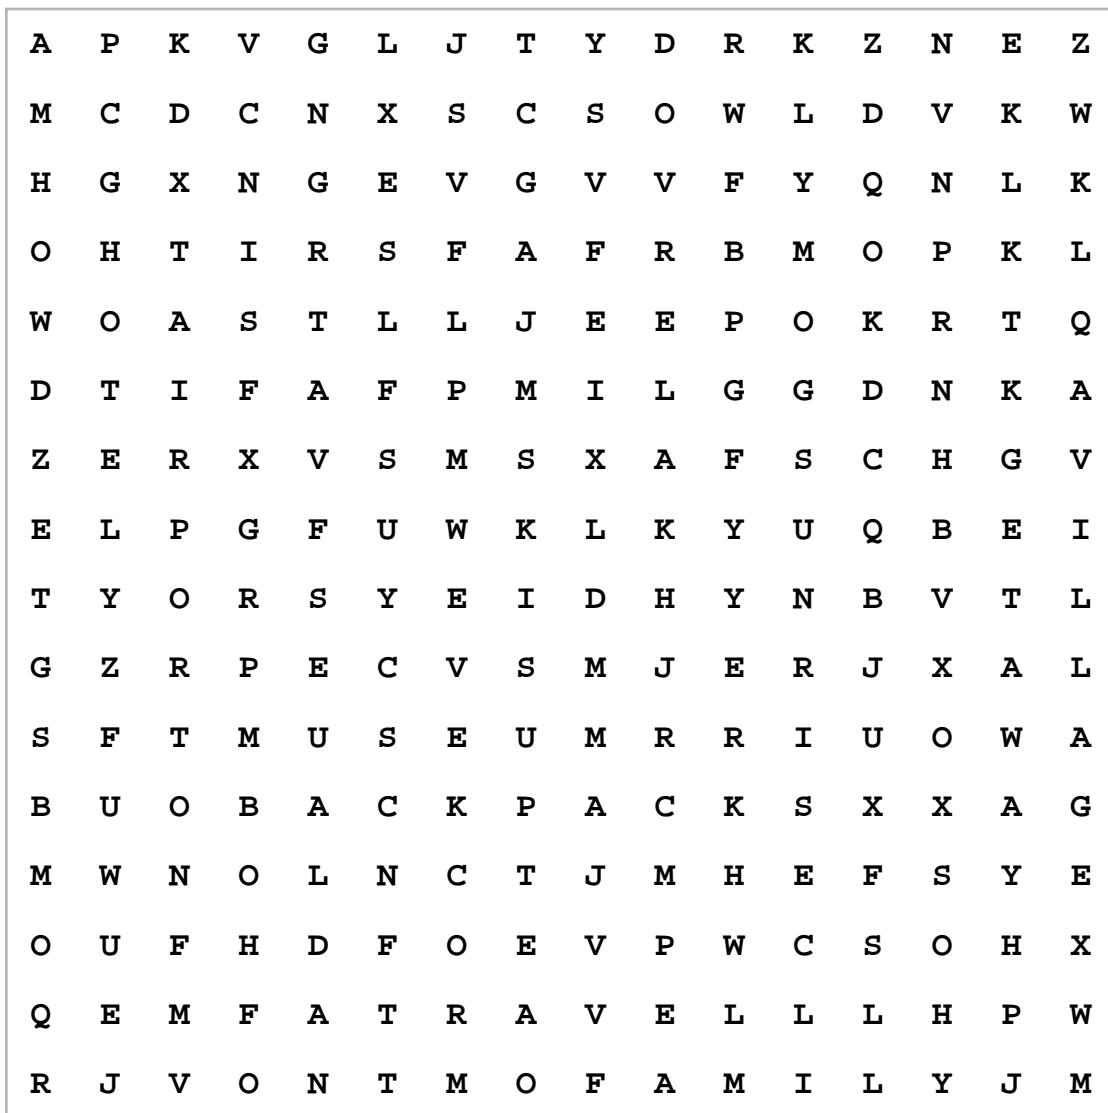 A P K V G L J T Y D R K Z N E Z
M C D C N X S C S O W L D V K W
H G X N G E V G V V F Y Q N L K
O H T I R S F A F R B M O P K L
W O A S T L L J E E P O K R T Q
D T I F A F P M I L G G D N K A
Z E R X V S M S X A F S C H G V
E L P G F U W K L K Y U Q B E I
T Y O R S Y E I D H Y N B V T L
G Z R P E C V S M J E R J X A L
S F T M U S E U M R R I U O W A
B U O B A C K P A C K S X X A G
M W N O L N C T J M H E F S Y E
O U F H D F O E V P W C S O H X
Q E M F A T R A V E L L L H P W
R J V O N T M O F A M I L Y J M